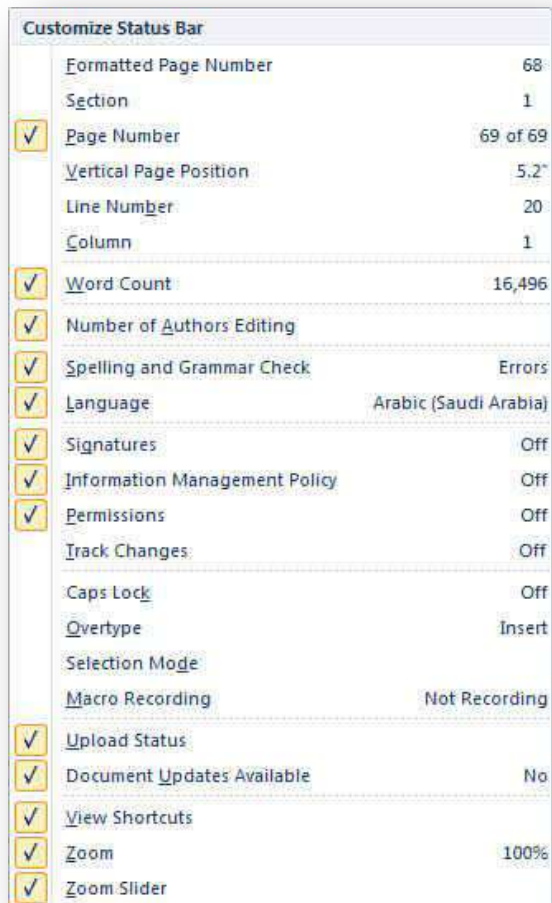 Customize Status Bar
Formatted Page Number 68
Section 1
Page Number 69 of 69
Vertical Page Position 5.2"
Line Number 20
Column 1
Word Count 16,496
Number of Authors Editing
Spelling and Grammar Check Errors
Language Arabic (Saudi Arabia)
Signatures Off
Information Management Policy Off
Permissions Off
Track Changes Off
Caps Lock Off
Overtype Insert
Selection Mode
Macro Recording Not Recording
Upload Status
Document Updates Available No
View Shortcuts
Zoom 100%
Zoom Slider